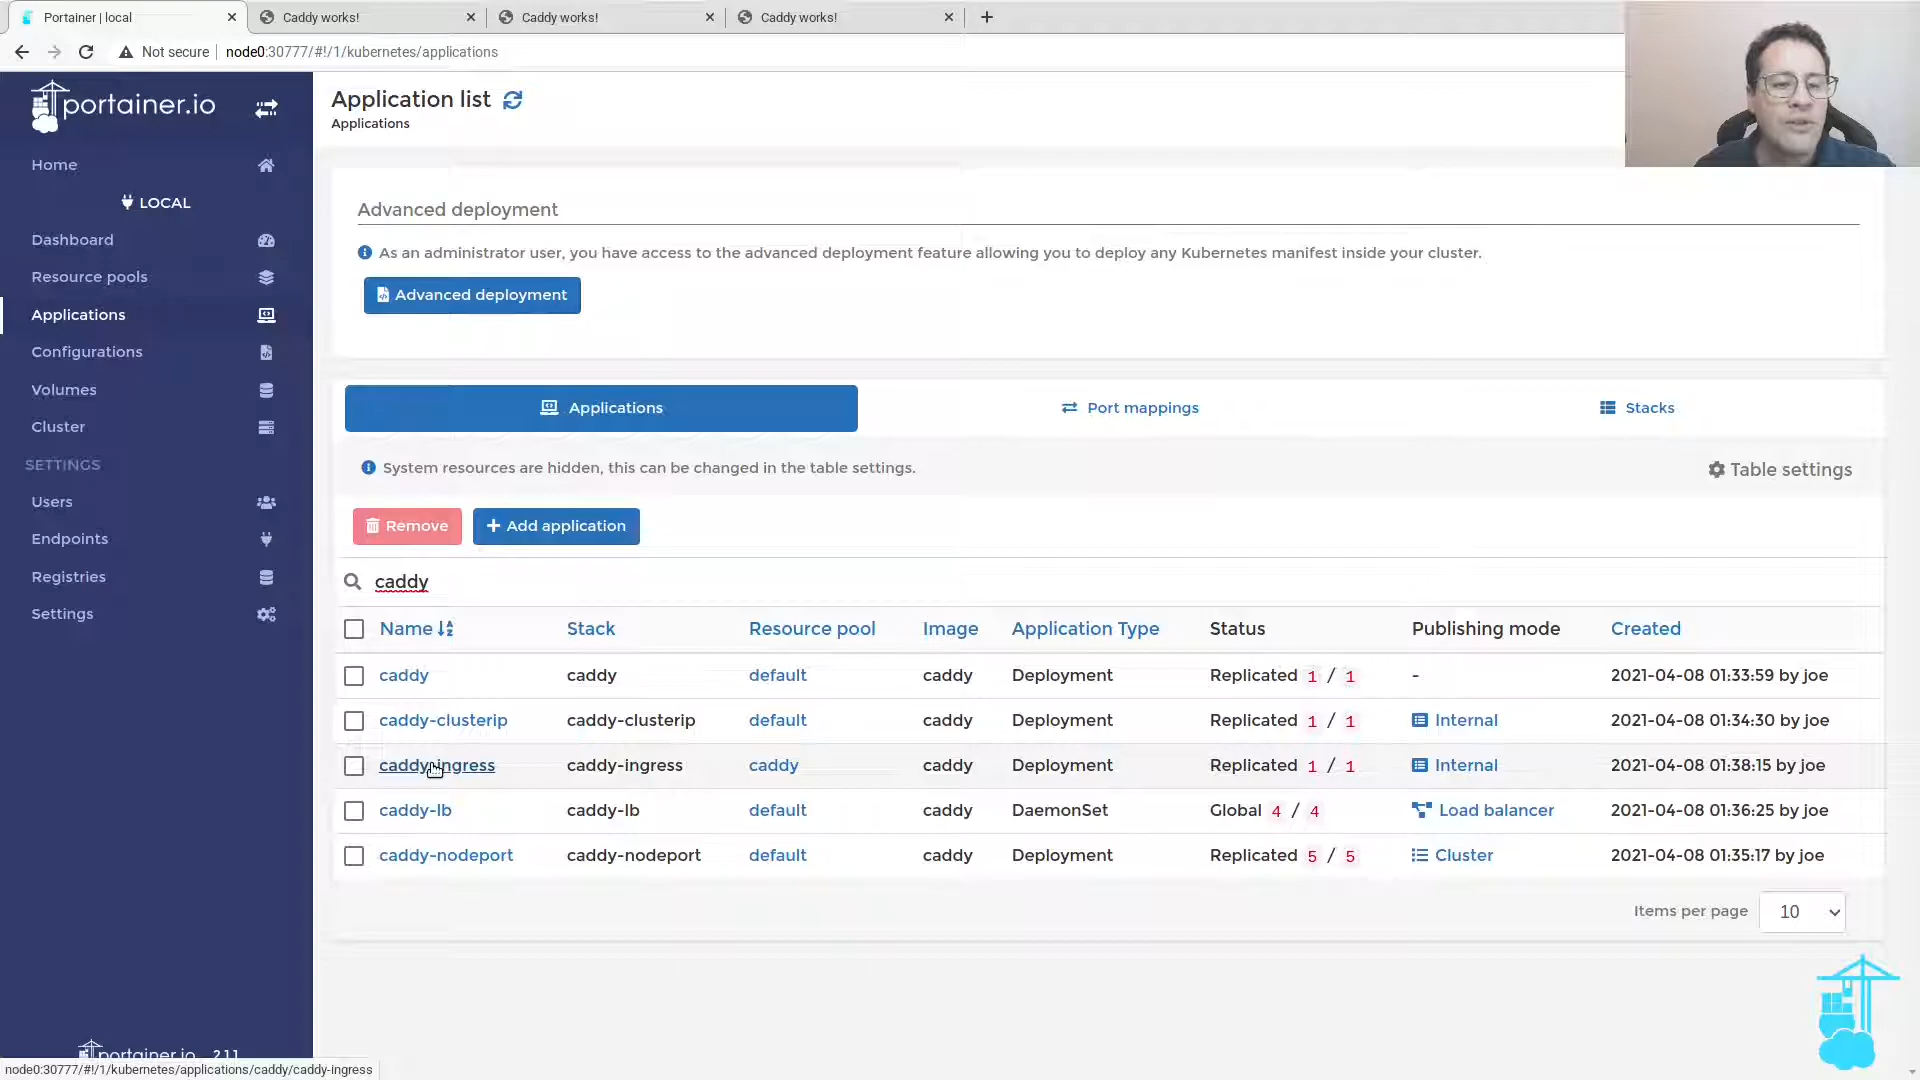 Portainer | local
Caddy works!
Caddy works!
Caddy works!
Not secure
node0:30777/#!/1/kubernetes/applications
portainer.io
Home
LOCAL
Dashboard
Resource pools
Applications
Configurations
Volumes
Cluster
SETTINGS
Users
Endpoints
Registries
Settings
portainer.io 2.1.1
Application list
Applications
Advanced deployment
As an administrator user, you have access to the advanced deployment feature allowing you to deploy any Kubernetes manifest inside your cluster.
Advanced deployment
Applications Port mappings Stacks
System resources are hidden, this can be changed in the table settings. Table settings
Remove Add application
caddy
Name Stack Resource pool Image Application Type Status Publishing mode Created
caddy caddy default caddy Deployment Replicated 1 / 1 - 2021-04-08 01:33:59 by joe
caddy-clusterip caddy-clusterip default caddy Deployment Replicated 1 / 1 Internal 2021-04-08 01:34:30 by joe
caddy-ingress caddy-ingress caddy caddy Deployment Replicated 1 / 1 Internal 2021-04-08 01:38:15 by joe
caddy-lb caddy-lb default caddy DaemonSet Global 4 / 4 Load balancer 2021-04-08 01:36:25 by joe
caddy-nodeport caddy-nodeport default caddy Deployment Replicated 5 / 5 Cluster 2021-04-08 01:35:17 by joe
Items per page 10
node0:30777/#!/1/kubernetes/applications/caddy/caddy-ingress